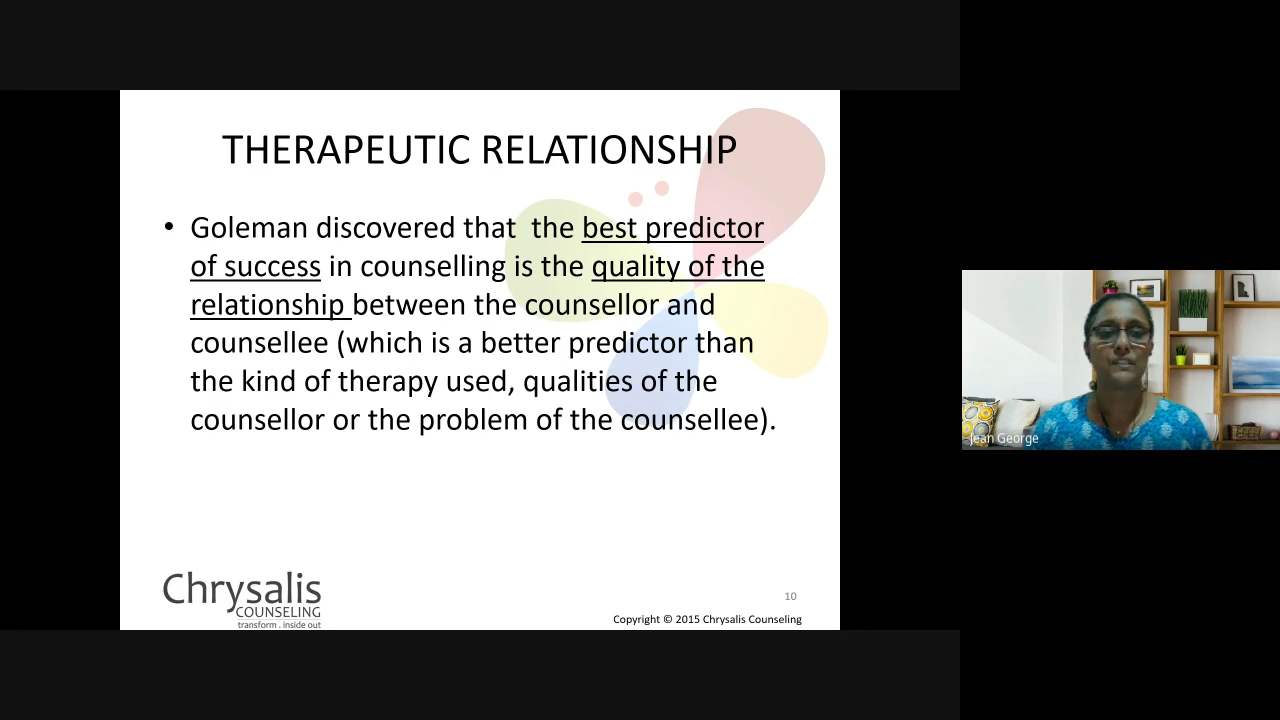 THERAPEUTIC RELATIONSHIP
• Goleman discovered that the best predictor
of success in counselling is the quality of the
relationship between the counsellor and
counsellee (which is a better predictor than
the kind of therapy used, qualities of the
counsellor or the problem of the counsellee).
Chrysalis
COUNSELING
transform . inside out
10
Copyright © 2015 Chrysalis Counseling
Jean George